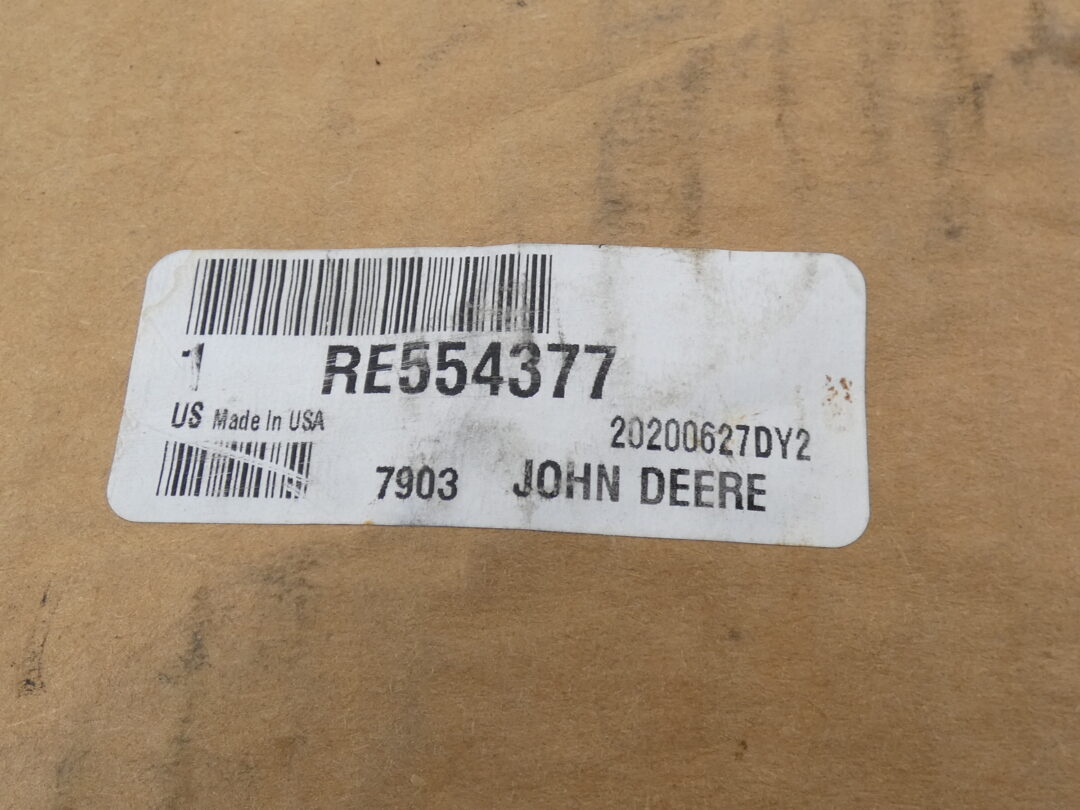 1 RE554377
US Made In USA
20200627DY2
7903 JOHN DEERE